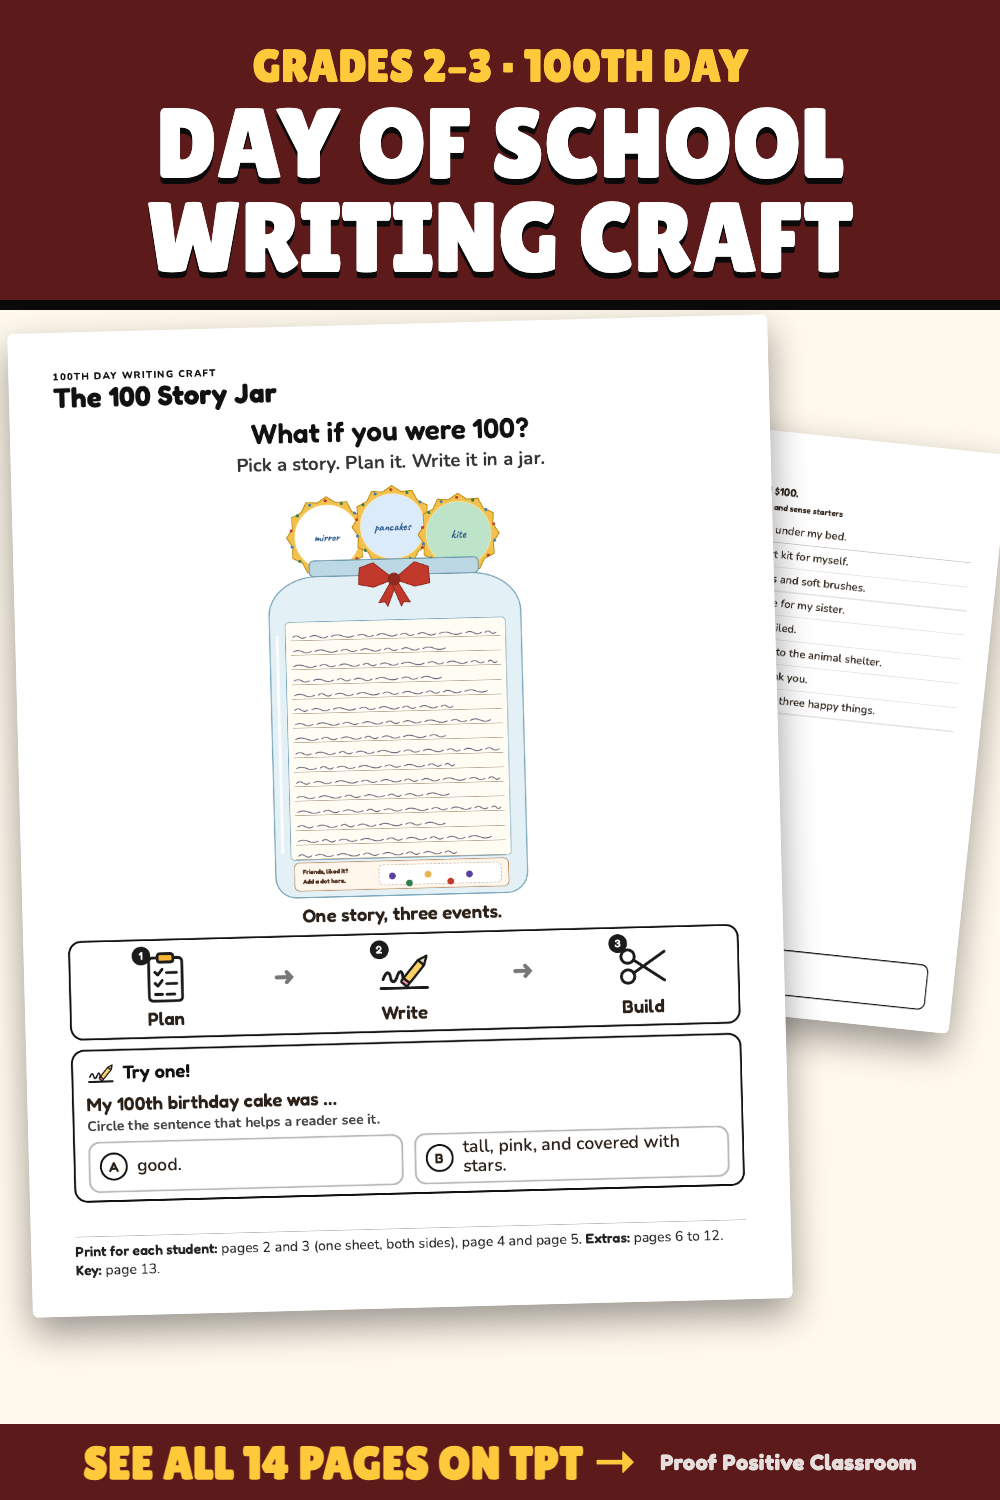 GRADES 2–3 · 100TH DAY
DAY OF SCHOOL
WRITING CRAFT
100TH DAY WRITING CRAFT
The 100 Story Jar
What if you were 100?
Pick a story. Plan it. Write it in a jar.
mirror
pancakes
kite
Friends, liked it?
Add a dot here.
One story, three events.
1
Plan
➜
2
Write
➜
3
Build
Try one!
My 100th birthday cake was ...
Circle the sentence that helps a reader see it.
A good.
B tall, pink, and covered with
stars.
Print for each student: pages 2 and 3 (one sheet, both sides), page 4 and page 5. Extras: pages 6 to 12.
Key: page 13.
$100.
and sense starters
under my bed.
kit for myself.
and soft brushes.
for my sister.
to the animal shelter.
you.
three happy things.
SEE ALL 14 PAGES ON TPT →
Proof Positive Classroom